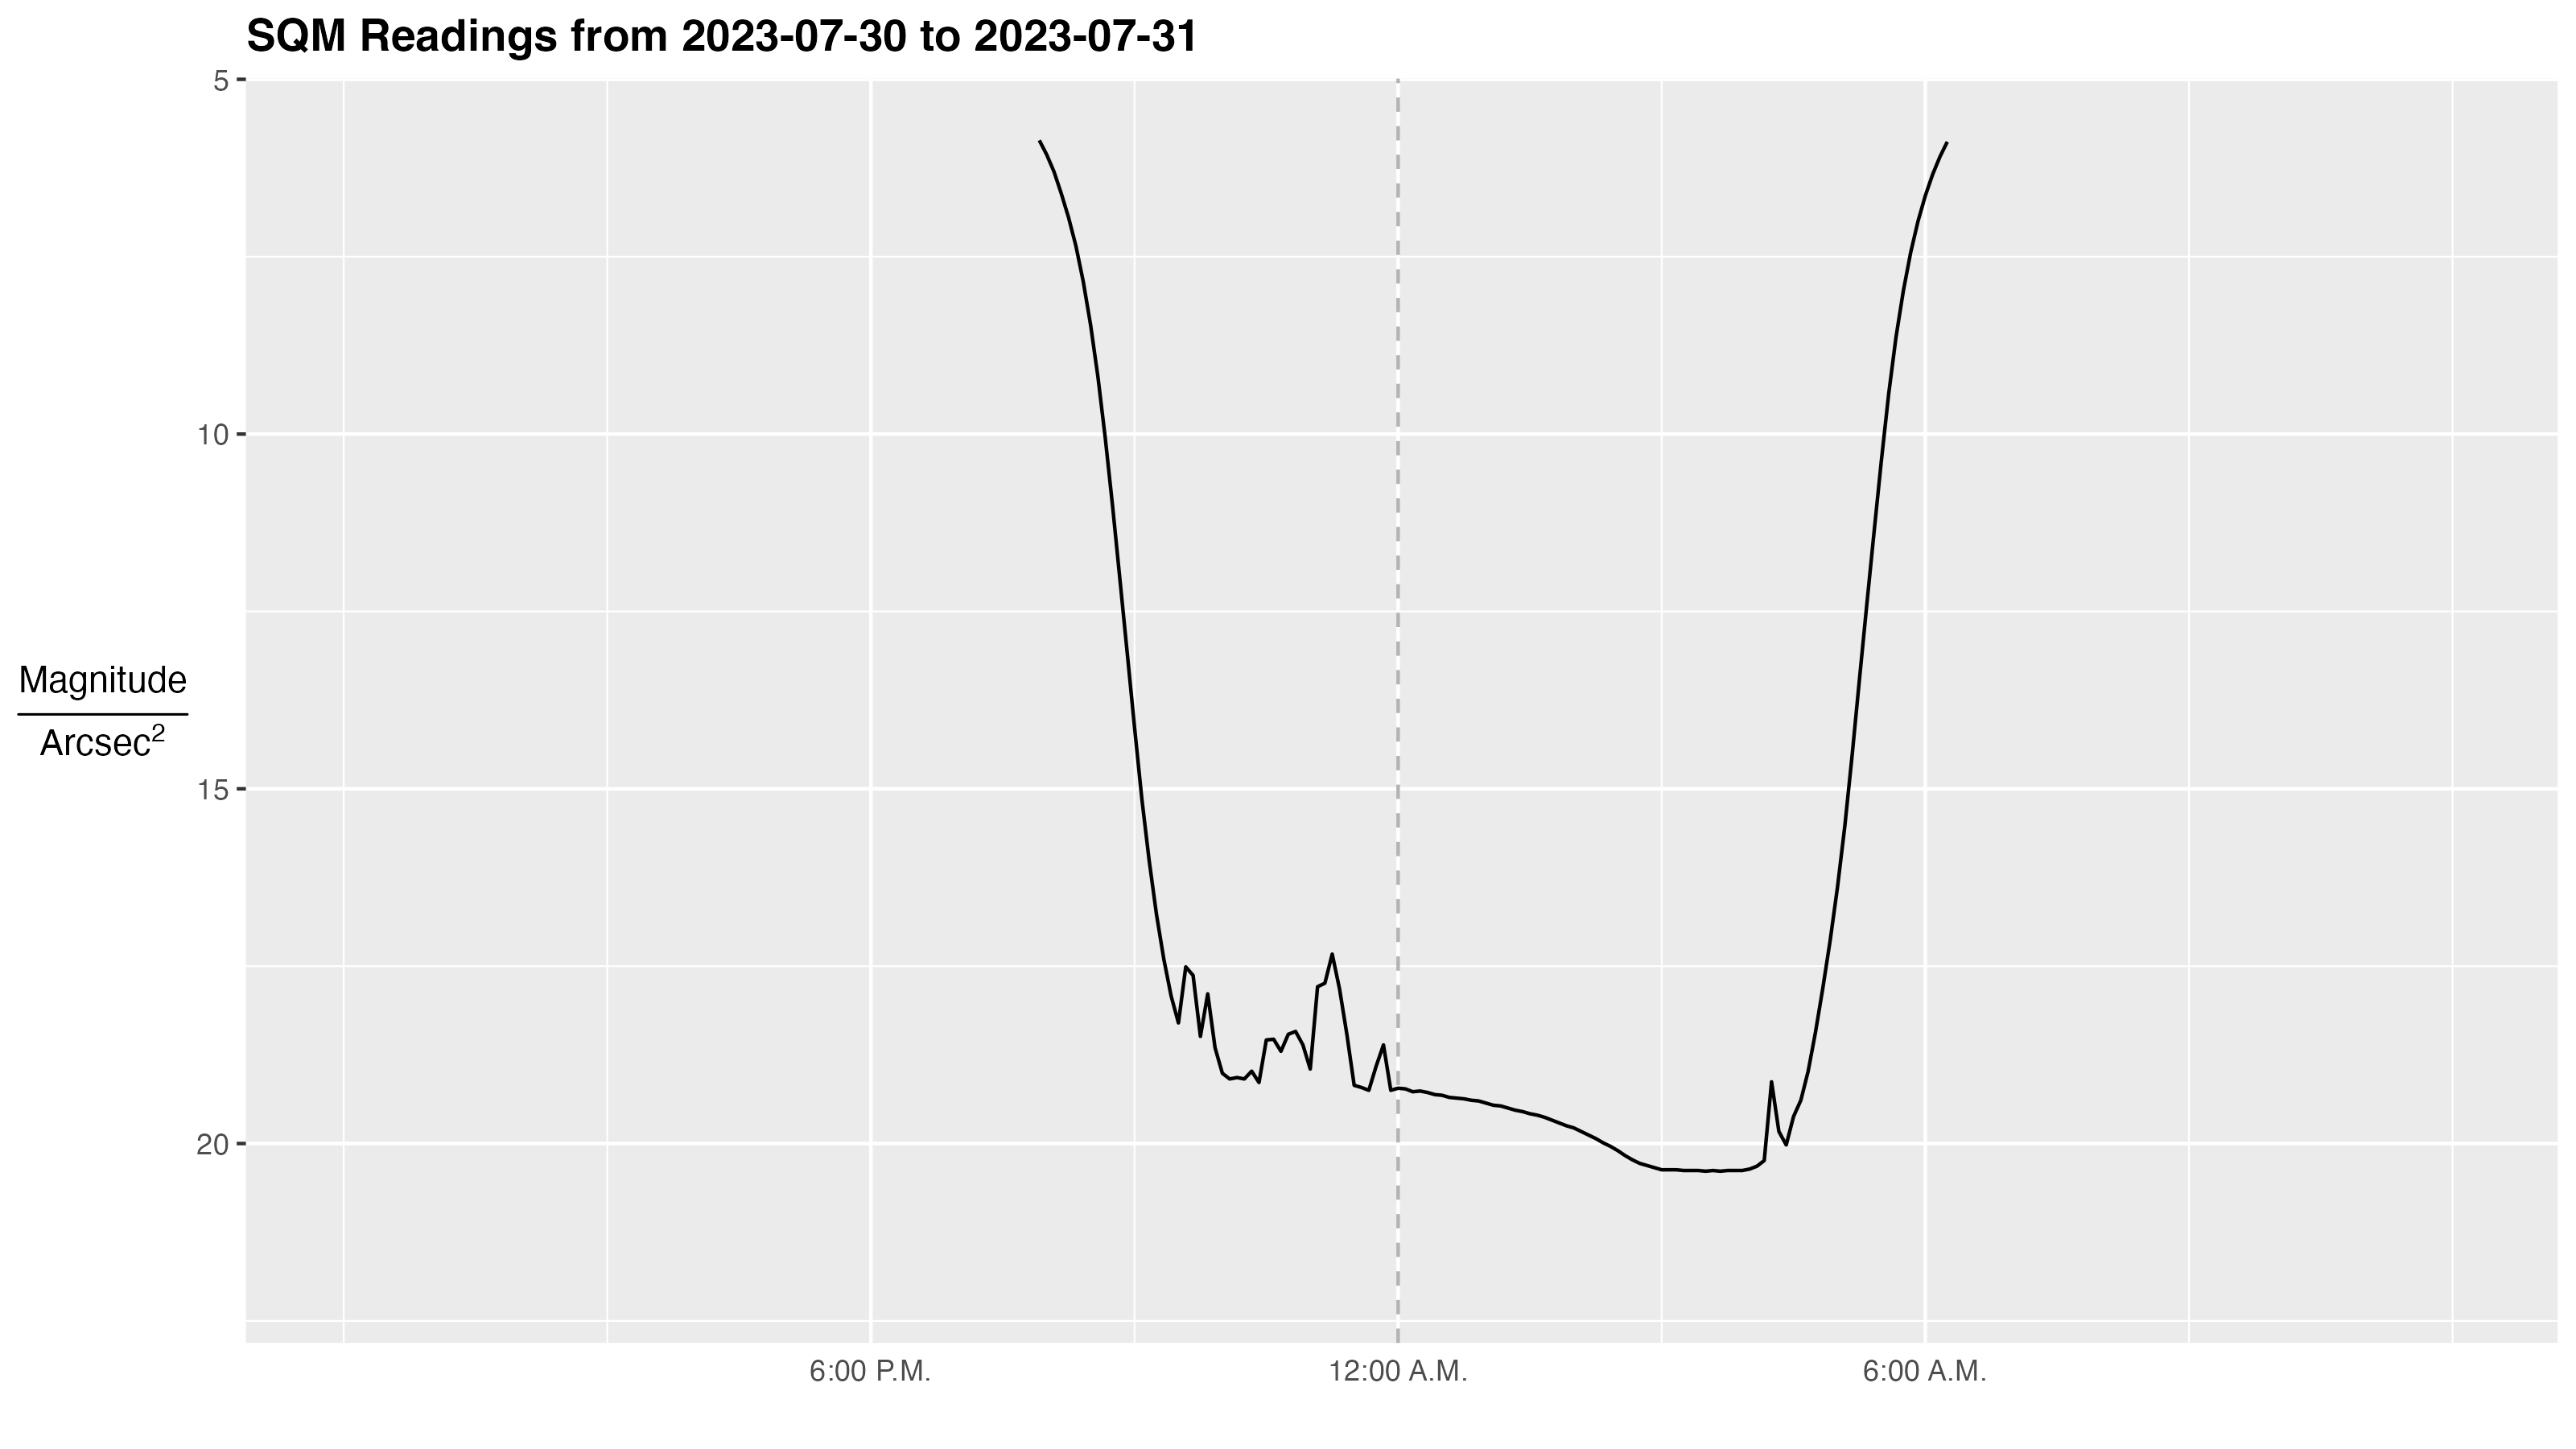 SQM Readings from 2023-07-30 to 2023-07-31
5
10
15
20
Magnitude
Arcsec²
6:00 P.M.
12:00 A.M.
6:00 A.M.